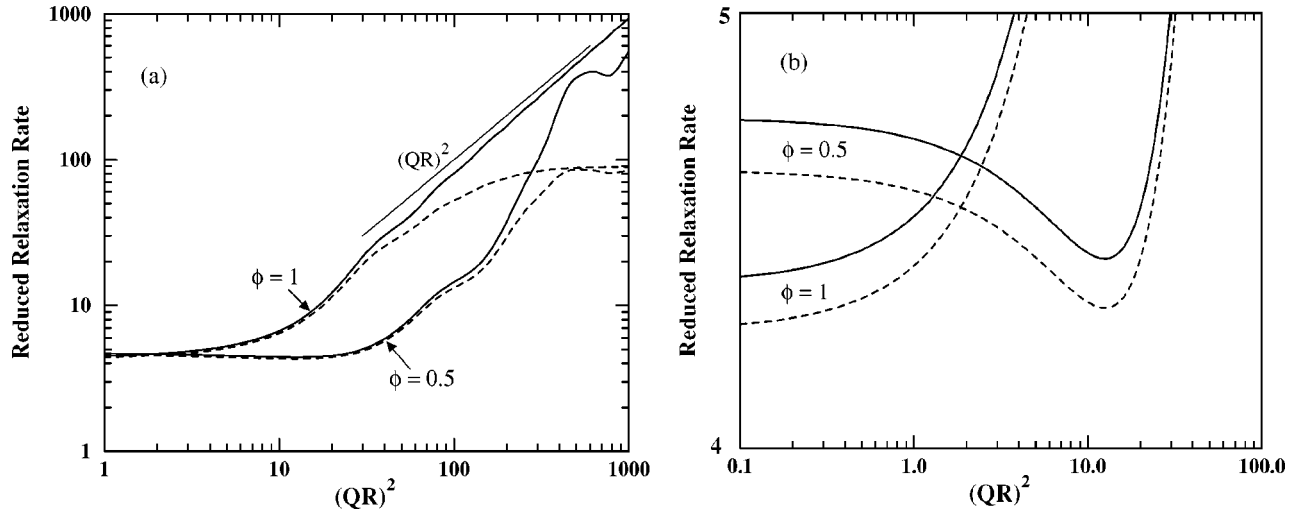 1000
100
10
1
Reduced Relaxation Rate
(a)
(QR)²
ϕ = 1
ϕ = 0.5
1 10 100 1000
(QR)²
5
4
Reduced Relaxation Rate
(b)
ϕ = 0.5
ϕ = 1
0.1 1.0 10.0 100.0
(QR)²